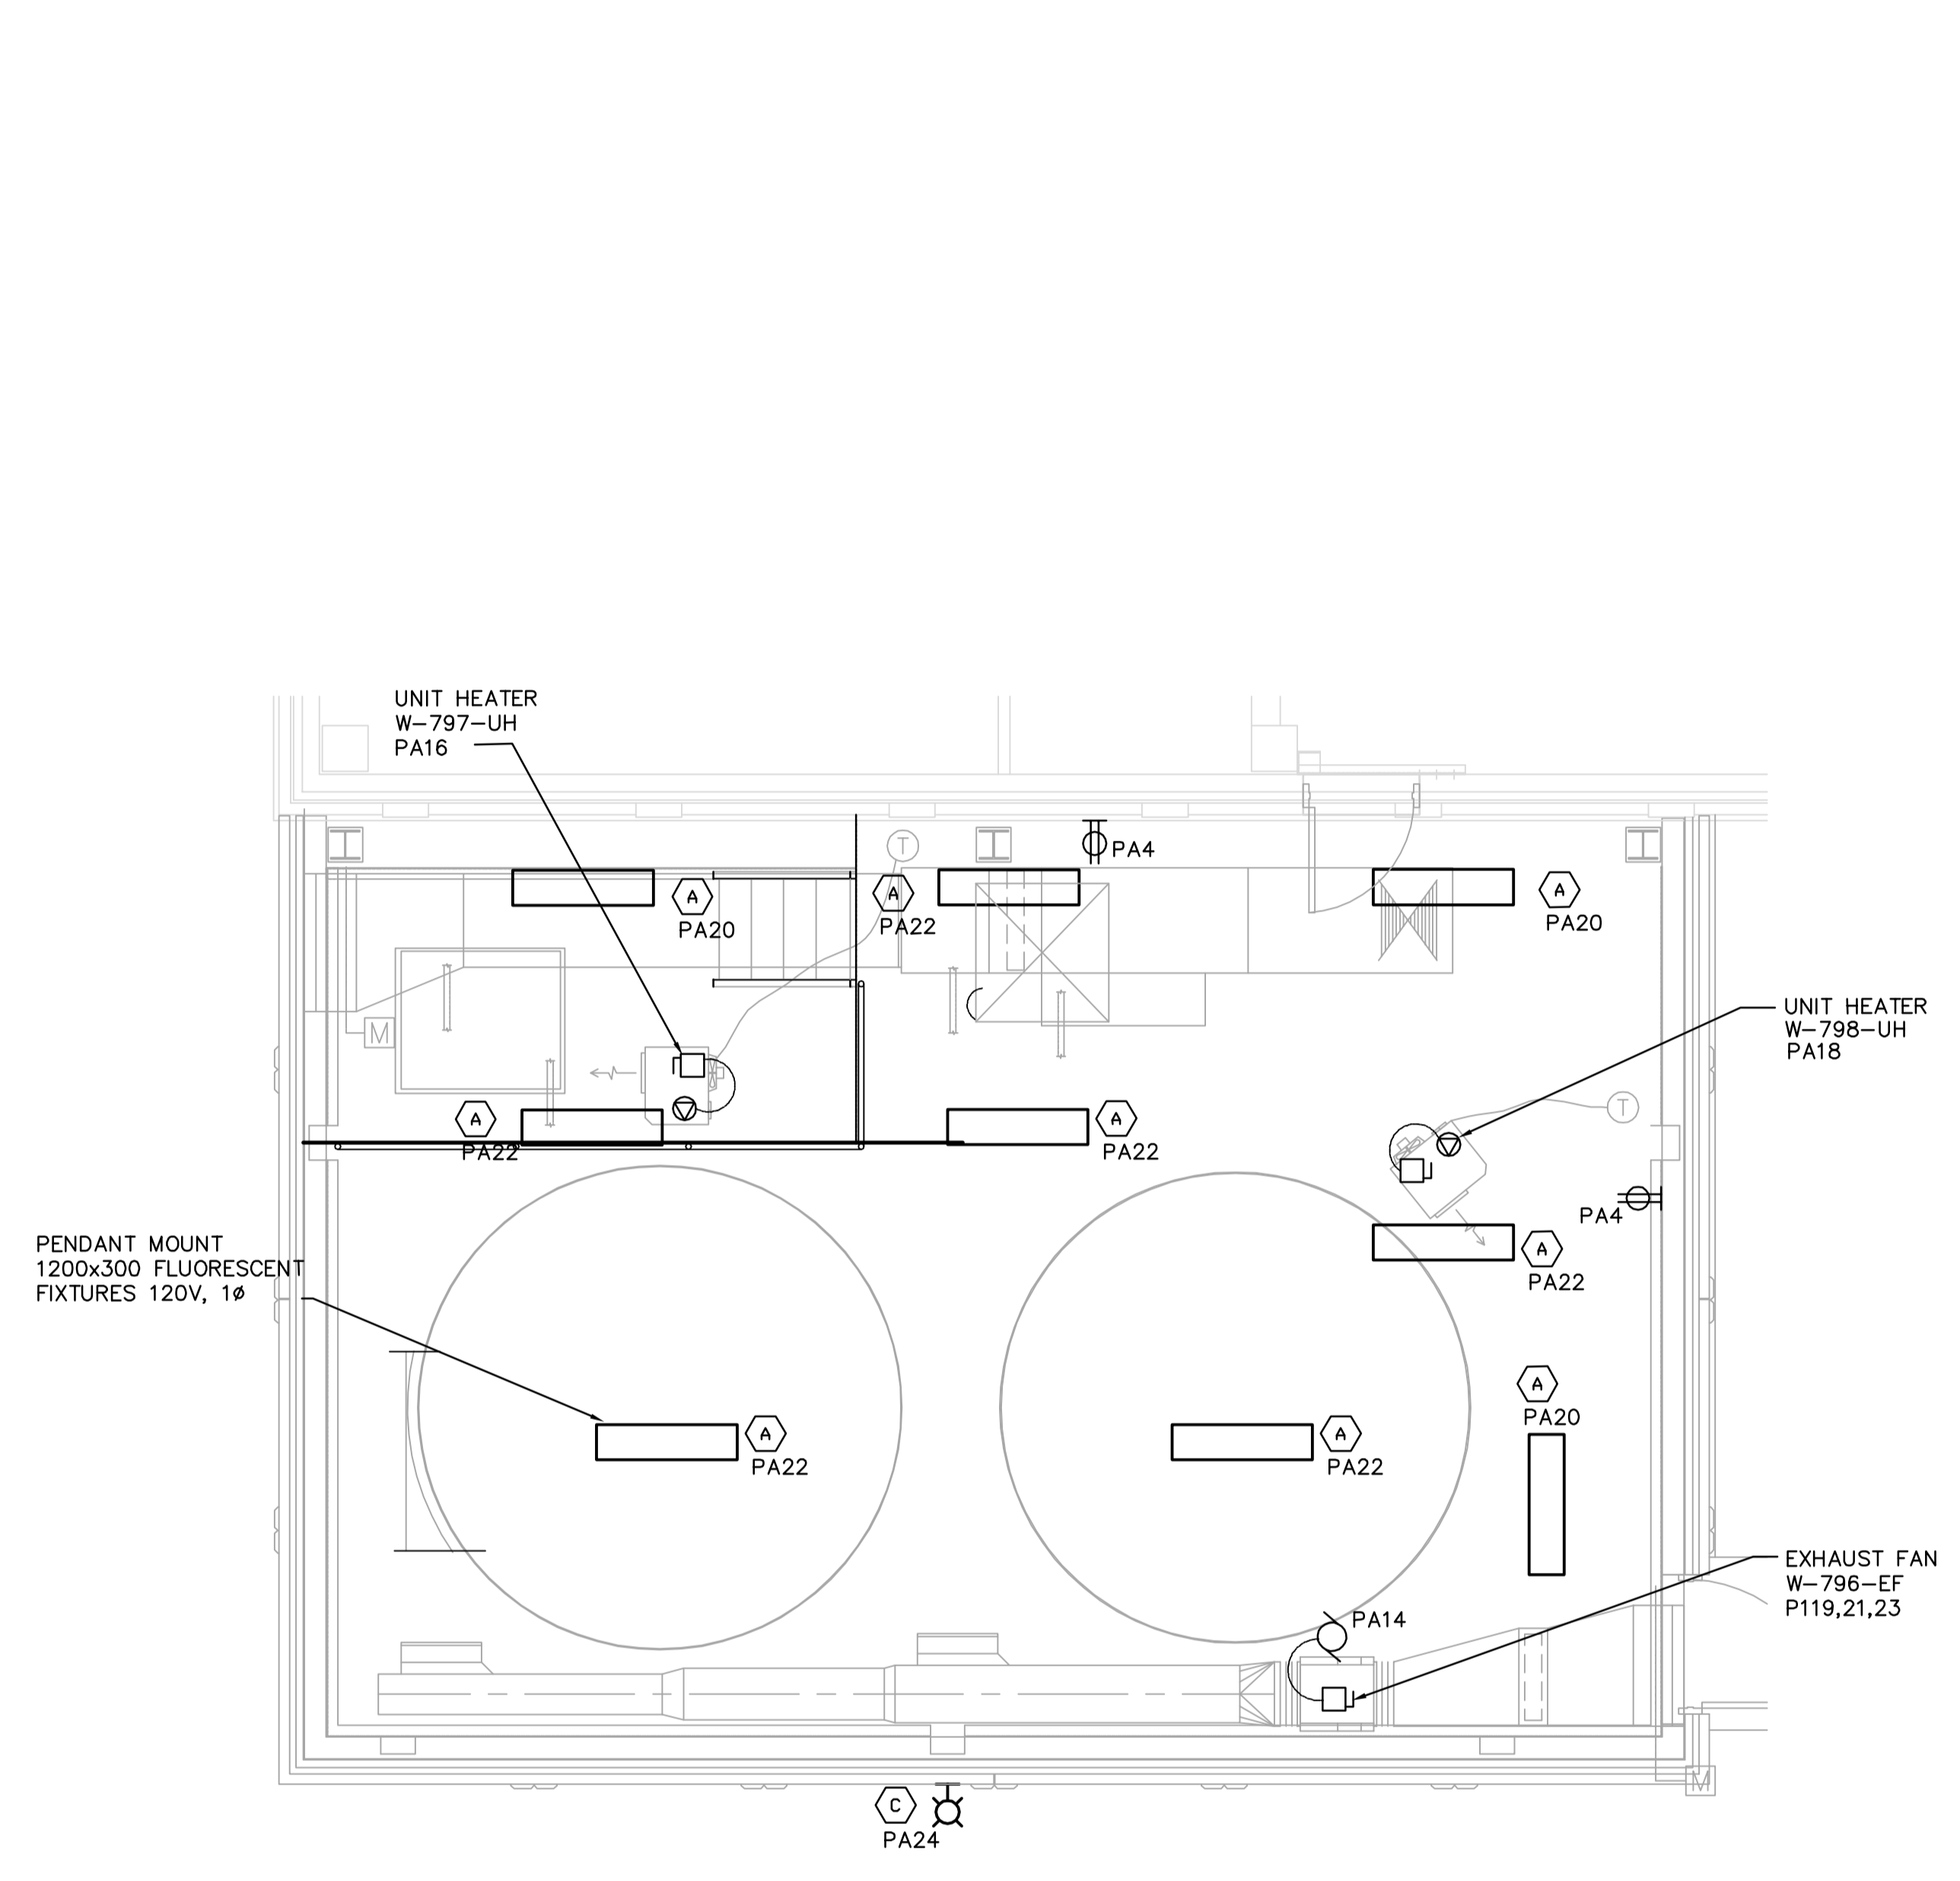 UNIT HEATER
W-797-UH
PA16
T
PA4
A
PA20
A
PA22
A
PA20
M
UNIT HEATER
W-798-UH
PA18
T
A
PA22
A
PA22
PA4
A
PA22
PENDANT MOUNT
1200x300 FLUORESCENT
FIXTURES 120V, 1ø
A
PA20
A
PA22
A
PA22
EXHAUST FAN
W-796-EF
P119,21,23
PA14
M
C
PA24